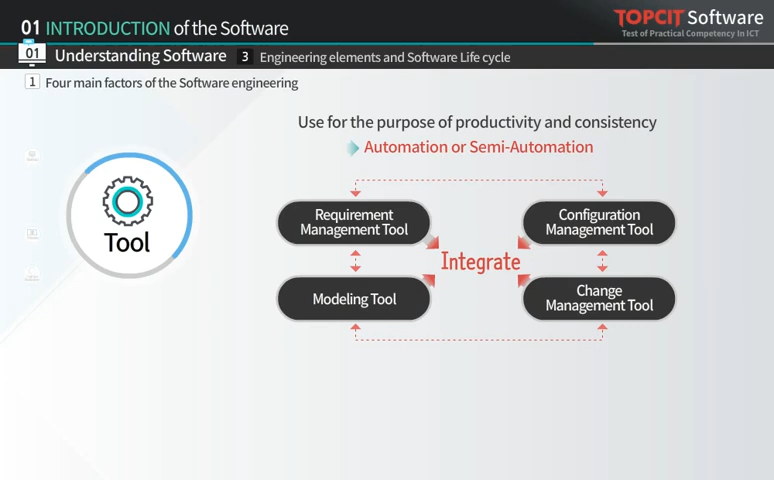 01 INTRODUCTION of the Software
TOPCIT Software
Test of Practical Competency In ICT
01 Understanding Software 3 Engineering elements and Software Life cycle
1 Four main factors of the Software engineering
Use for the purpose of productivity and consistency
Automation or Semi-Automation
Tool
Requirement
Management Tool
Configuration
Management Tool
Integrate
Modeling Tool
Change
Management Tool